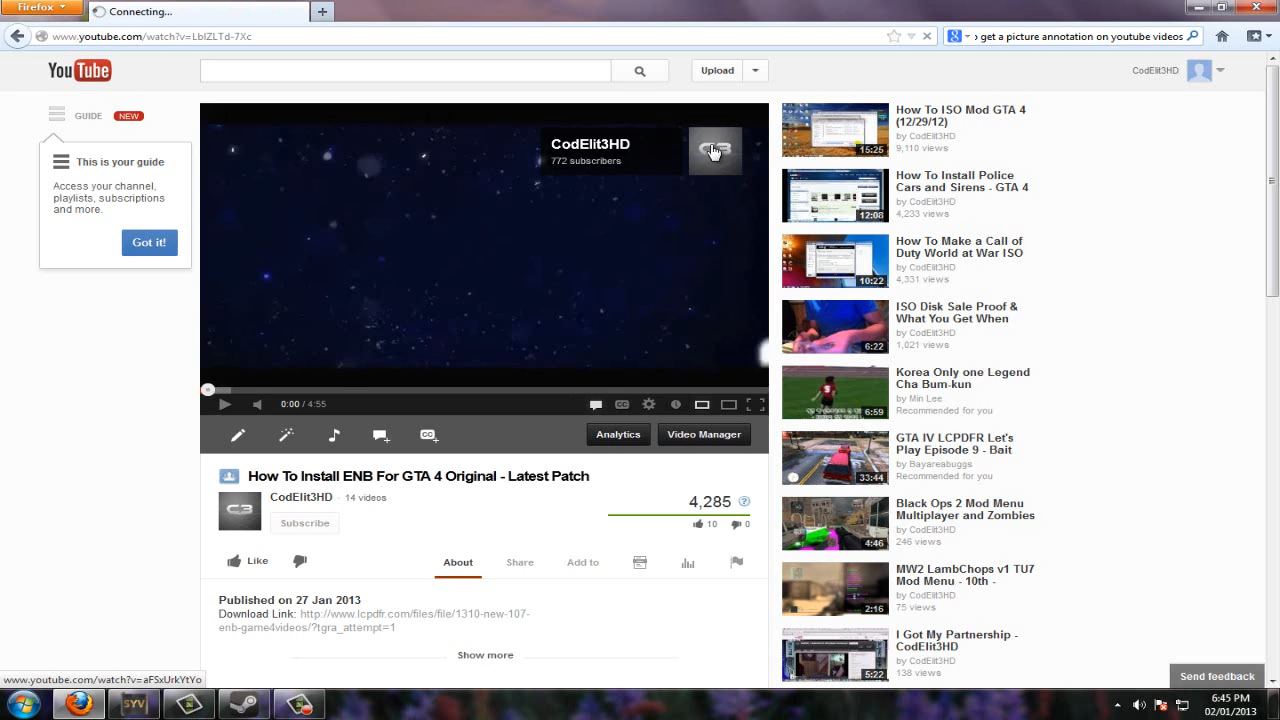 Firefox
Connecting...
www.youtube.com/watch?v=LbIZLTd-7Xc
› get a picture annotation on youtube videos
YouTube
Upload
CodElit3HD
GUIDE NEW
This is your guide
Access your channel,
playlists, subscriptions
and more.
Got it!
CodElit3HD
772 subscribers
0:00 / 4:55
CC
Analytics
Video Manager
How To Install ENB For GTA 4 Original - Latest Patch
CodElit3HD · 14 videos
Subscribe
4,285
10 0
Like
About
Share
Add to
Published on 27 Jan 2013
Download Link: http://www.lcpdfr.com/files/file/1310-new-107-
enb-game4videos/?tgra_attempt=1
Show more
15:25
How To ISO Mod GTA 4
(12/29/12)
by CodElit3HD
9,110 views
12:08
How To Install Police
Cars and Sirens - GTA 4
by CodElit3HD
4,233 views
10:22
How To Make a Call of
Duty World at War ISO
by CodElit3HD
4,331 views
6:22
ISO Disk Sale Proof &
What You Get When
by CodElit3HD
1,021 views
6:59
Korea Only one Legend
Cha Bum-kun
by Min Lee
Recommended for you
33:44
GTA IV LCPDFR Let's
Play Episode 9 - Bait
by Bayareabuggs
Recommended for you
4:46
Black Ops 2 Mod Menu
Multiplayer and Zombies
by CodElit3HD
246 views
2:16
MW2 LambChops v1 TU7
Mod Menu - 10th -
by CodElit3HD
75 views
5:22
I Got My Partnership -
CodElit3HD
by CodElit3HD
138 views
Send feedback
SYV
6:45 PM
02/01/2013